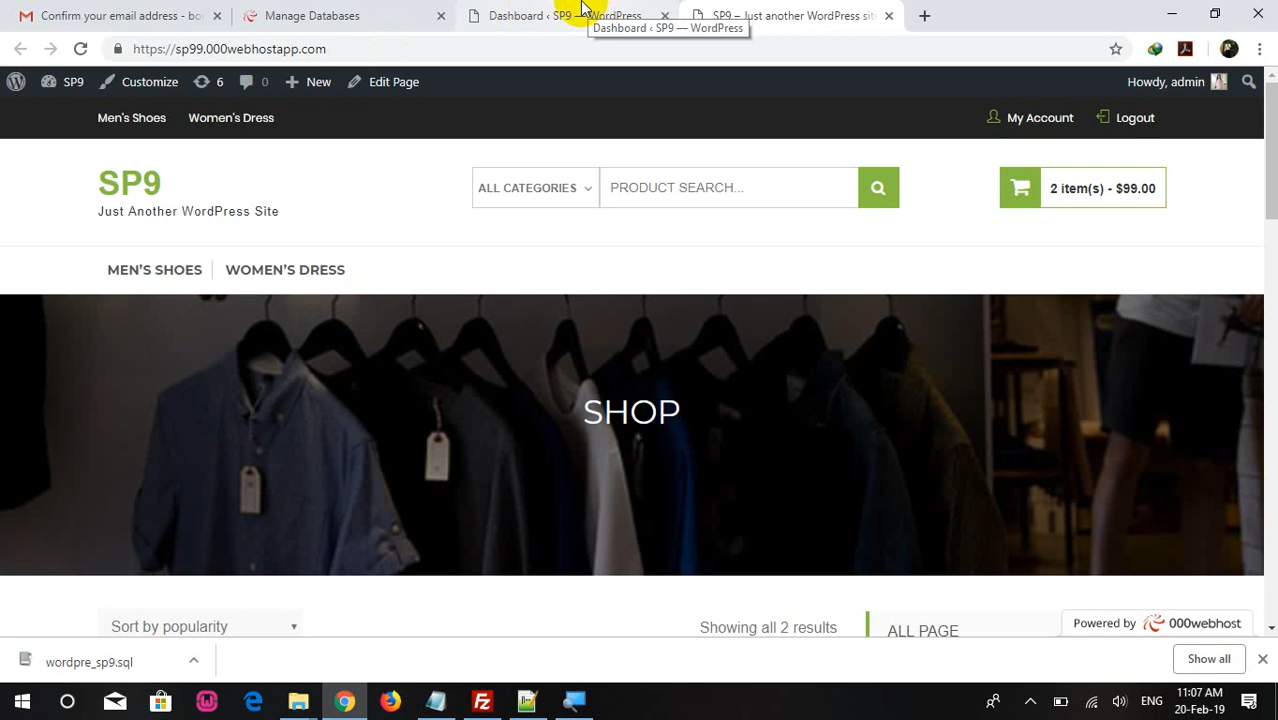 Confirm your email address - bo
Manage Databases
Dashboard ‹ SP9 — WordPress
SP9 – Just another WordPress site
Dashboard ‹ SP9 — WordPress
https://sp99.000webhostapp.com
SP9 Customize 6 0 New Edit Page Howdy, admin
Men's Shoes Women's Dress My Account Logout
SP9
Just Another WordPress Site
ALL CATEGORIES PRODUCT SEARCH... 2 item(s) - $99.00
MEN'S SHOES WOMEN'S DRESS
SHOP
Sort by popularity Showing all 2 results ALL PAGE
Powered by 000webhost
wordpre_sp9.sql Show all
ENG 11:07 AM
20-Feb-19